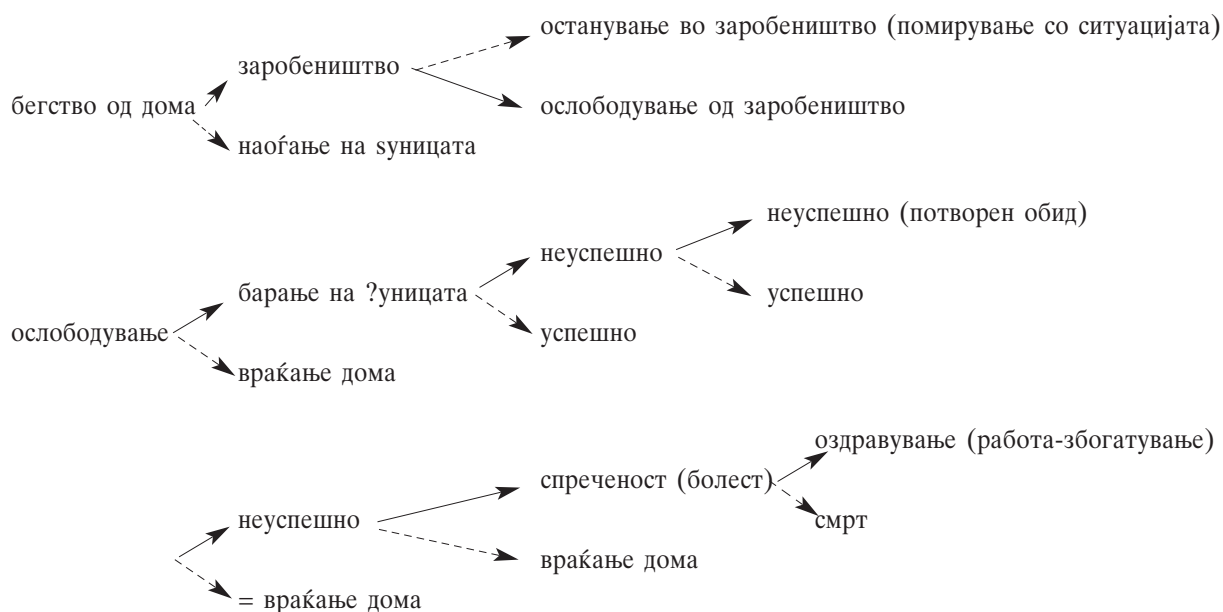 останување во заробеништво (помирување со ситуацијата)
заробеништво
бегство од дома
ослободување од заробеништво
наоѓање на ѕуницата
неуспешно (потворен обид)
неуспешно
барање на ?уницата
успешно
ослободување
успешно
враќање дома
оздравување (работа-збогатување)
спреченост (болест)
неуспешно
смрт
враќање дома
= враќање дома